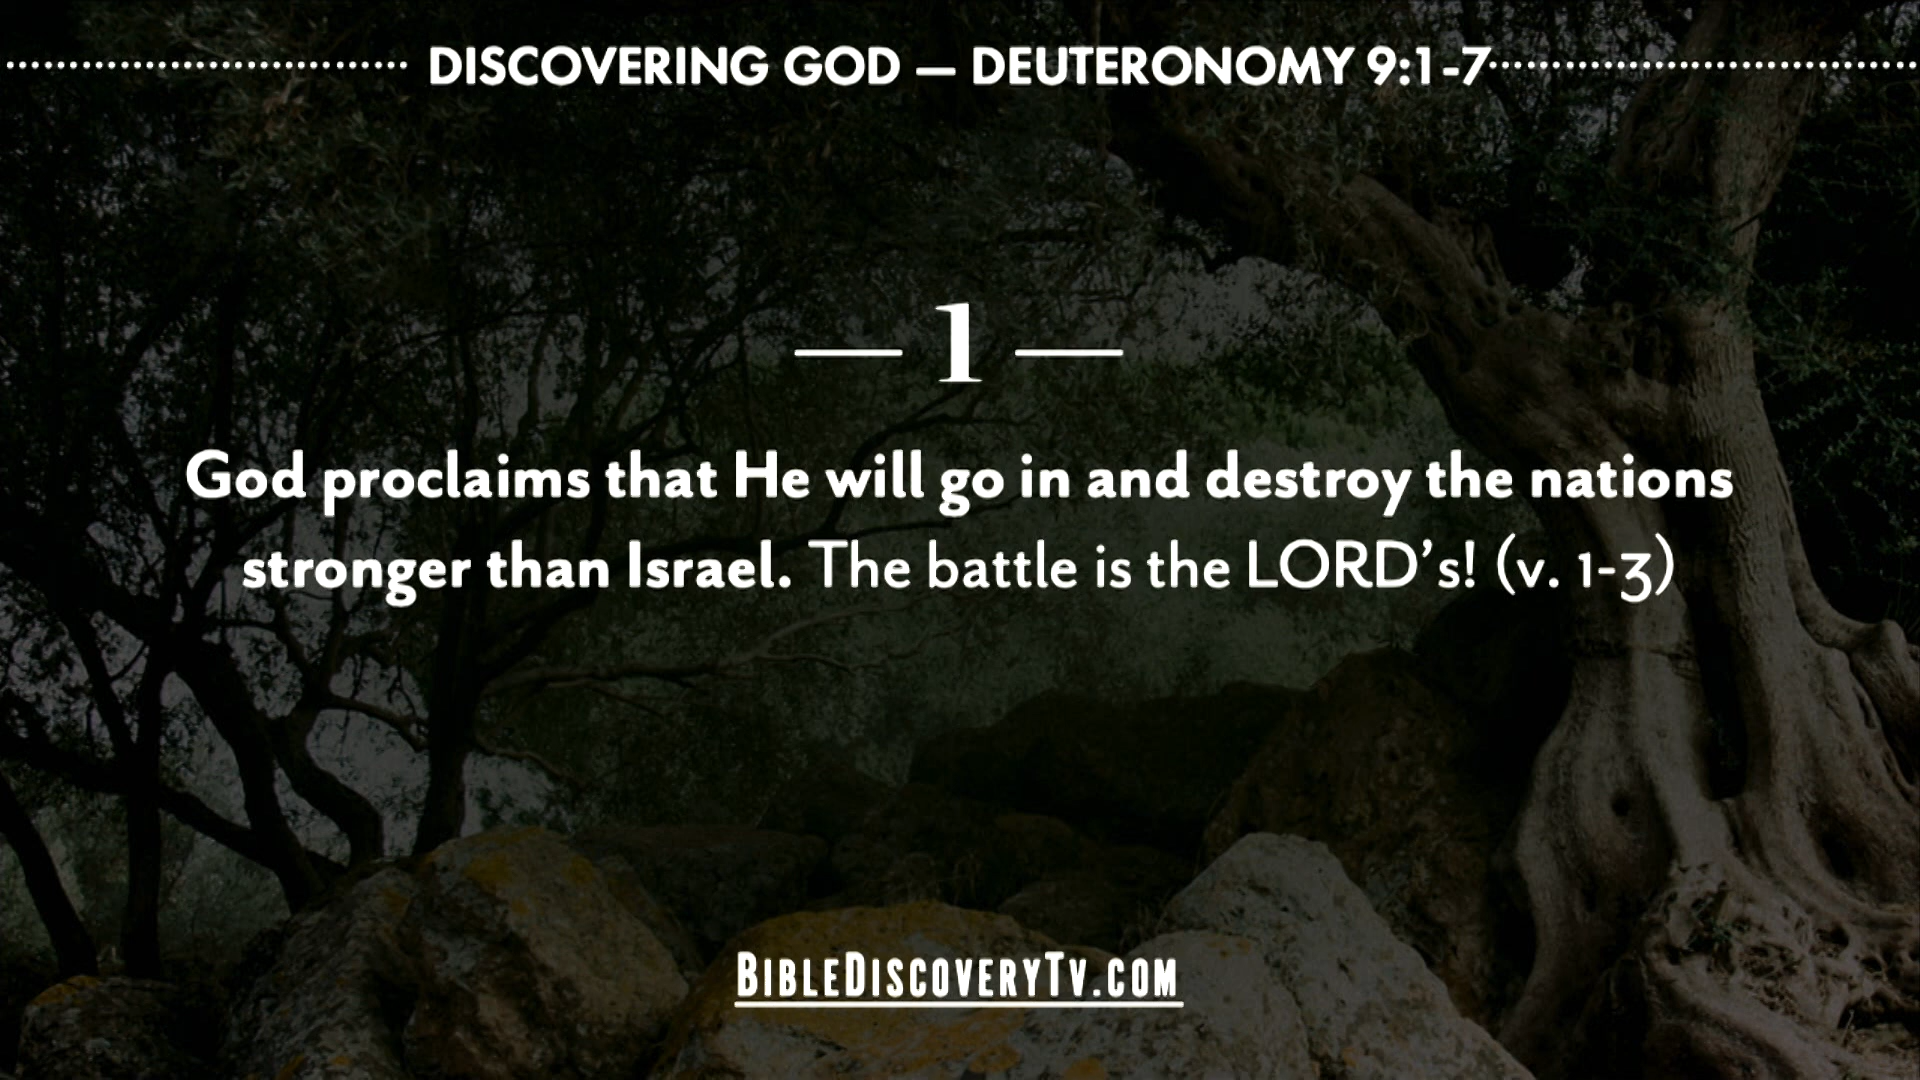 DISCOVERING GOD — DEUTERONOMY 9:1-7
1
God proclaims that He will go in and destroy the nations
stronger than Israel. The battle is the LORD's! (v. 1-3)
BIBLEDISCOVERYTV.COM